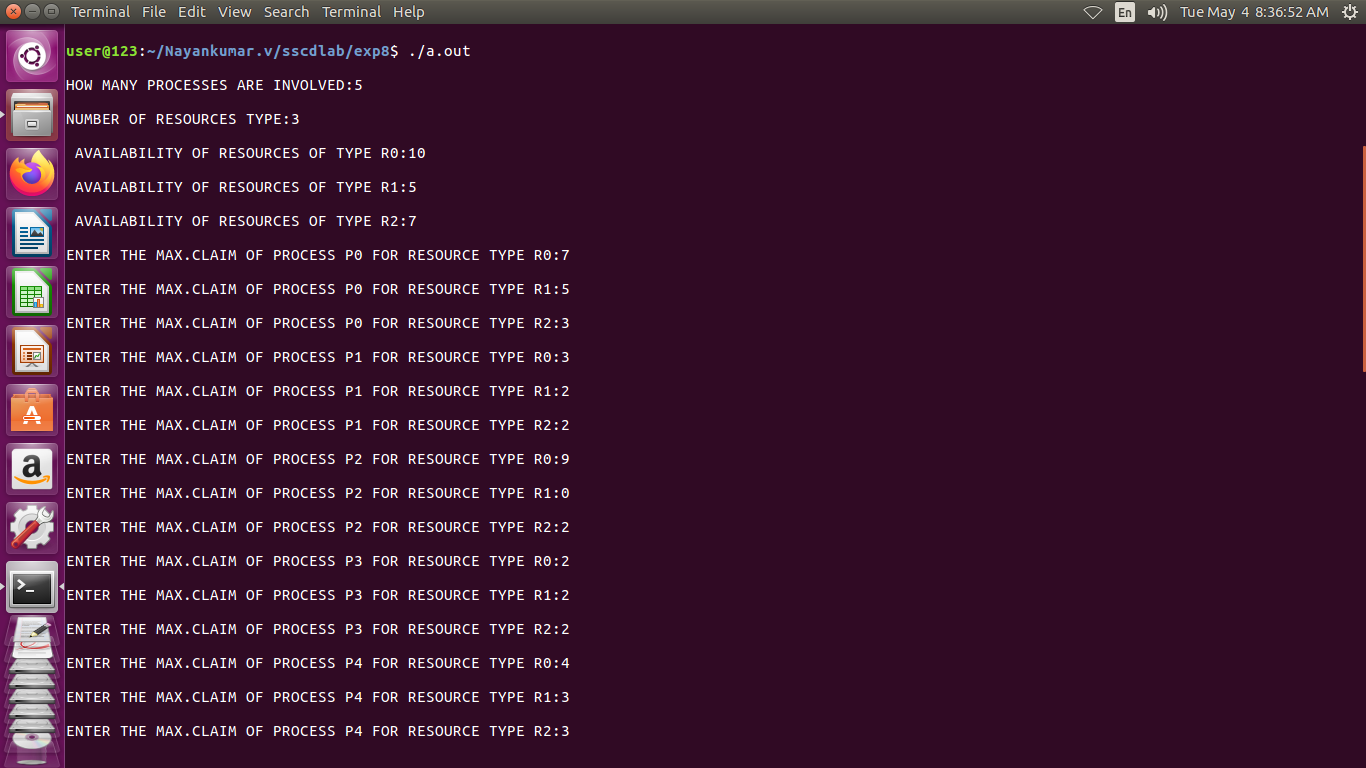 Terminal File Edit View Search Terminal Help En Tue May 4 8:36:52 AM
user@123:~/Nayankumar.v/sscdlab/exp8$ ./a.out
HOW MANY PROCESSES ARE INVOLVED:5
NUMBER OF RESOURCES TYPE:3
AVAILABILITY OF RESOURCES OF TYPE R0:10
AVAILABILITY OF RESOURCES OF TYPE R1:5
AVAILABILITY OF RESOURCES OF TYPE R2:7
ENTER THE MAX.CLAIM OF PROCESS P0 FOR RESOURCE TYPE R0:7
ENTER THE MAX.CLAIM OF PROCESS P0 FOR RESOURCE TYPE R1:5
ENTER THE MAX.CLAIM OF PROCESS P0 FOR RESOURCE TYPE R2:3
ENTER THE MAX.CLAIM OF PROCESS P1 FOR RESOURCE TYPE R0:3
ENTER THE MAX.CLAIM OF PROCESS P1 FOR RESOURCE TYPE R1:2
ENTER THE MAX.CLAIM OF PROCESS P1 FOR RESOURCE TYPE R2:2
ENTER THE MAX.CLAIM OF PROCESS P2 FOR RESOURCE TYPE R0:9
ENTER THE MAX.CLAIM OF PROCESS P2 FOR RESOURCE TYPE R1:0
ENTER THE MAX.CLAIM OF PROCESS P2 FOR RESOURCE TYPE R2:2
ENTER THE MAX.CLAIM OF PROCESS P3 FOR RESOURCE TYPE R0:2
ENTER THE MAX.CLAIM OF PROCESS P3 FOR RESOURCE TYPE R1:2
ENTER THE MAX.CLAIM OF PROCESS P3 FOR RESOURCE TYPE R2:2
ENTER THE MAX.CLAIM OF PROCESS P4 FOR RESOURCE TYPE R0:4
ENTER THE MAX.CLAIM OF PROCESS P4 FOR RESOURCE TYPE R1:3
ENTER THE MAX.CLAIM OF PROCESS P4 FOR RESOURCE TYPE R2:3